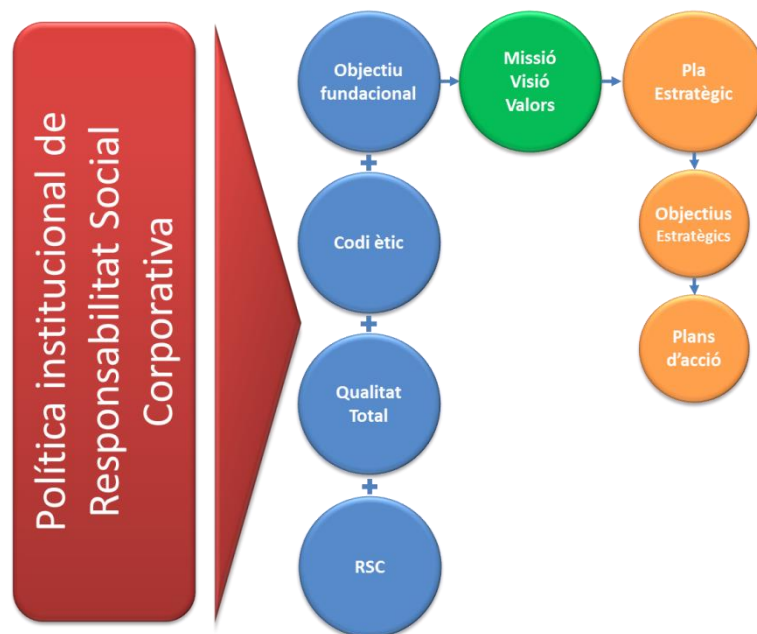 Política institucional de
Responsabilitat Social
Corporativa
Objectiu
fundacional
Missió
Visió
Valors
Pla
Estratègic
Codi ètic
Objectius
Estratègics
Qualitat
Total
Plans
d'acció
RSC